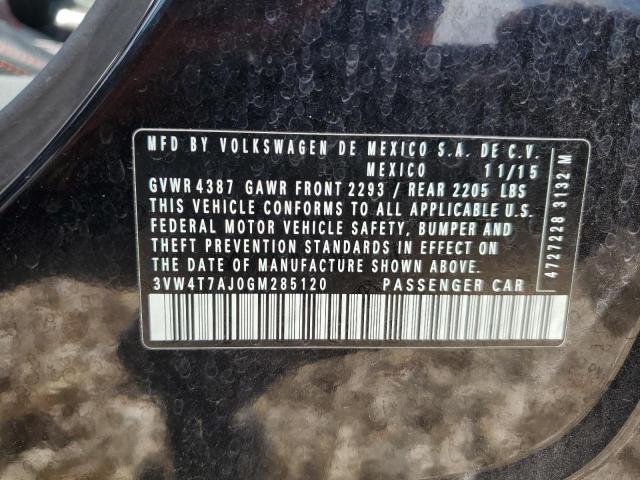 MFD BY VOLKSWAGEN DE MEXICO S.A. DE C.V.
MEXICO 11/15
GVWR 4387 GAWR FRONT 2293 / REAR 2205 LBS
THIS VEHICLE CONFORMS TO ALL APPLICABLE U.S.
FEDERAL MOTOR VEHICLE SAFETY, BUMPER AND
THEFT PREVENTION STANDARDS IN EFFECT ON
THE DATE OF MANUFACTURE SHOWN ABOVE.
3VW4T7AJ0GM285120 PASSENGER CAR
4727228 3132 M